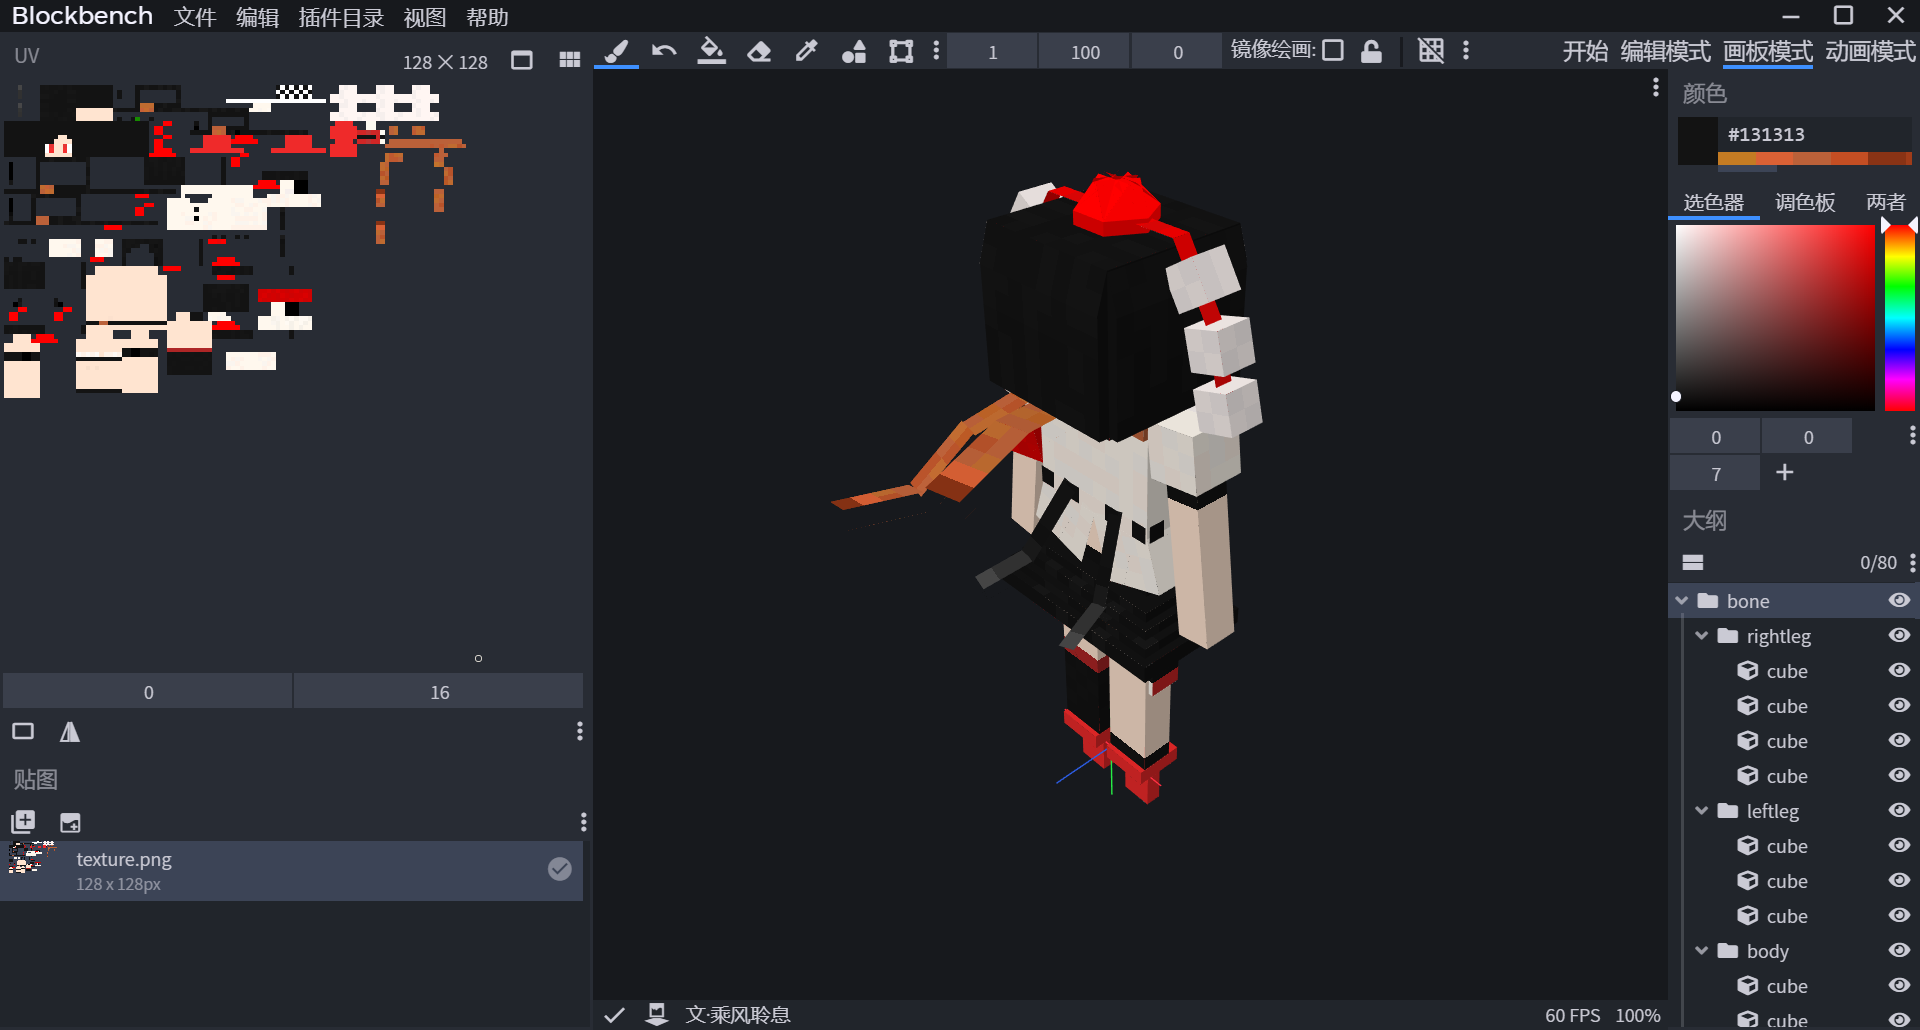 Blockbench 文件 编辑 插件目录 视图 帮助
UV
128 × 128
1 100 0 镜像绘画:
开始 编辑模式 画板模式 动画模式
颜色
#131313
选色器 调色板 两者
0 0
7
大纲
0/80
bone
rightleg
cube
cube
cube
cube
leftleg
cube
cube
cube
body
cube
cube
0 16
贴图
texture.png
128 x 128px
文·乘风聆息
60 FPS 100%